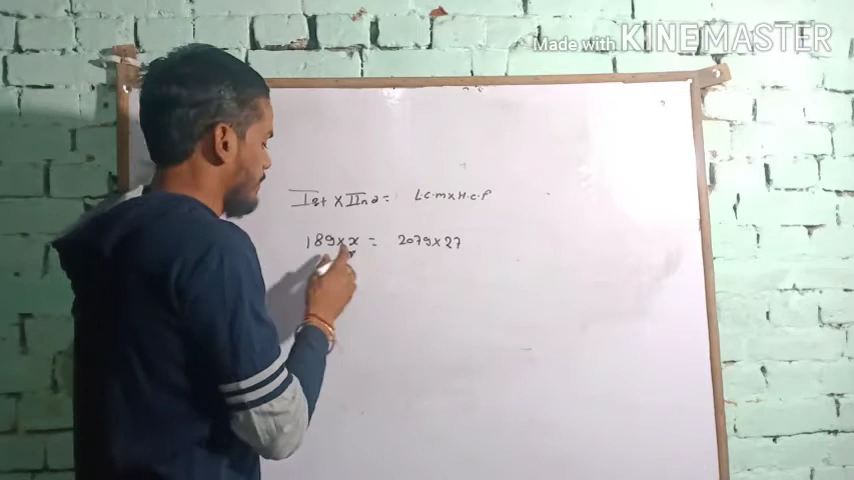 Made with KINEMASTER
Ist X IInd = L.C.M X H.C.F
189 X x = 2079 X 27